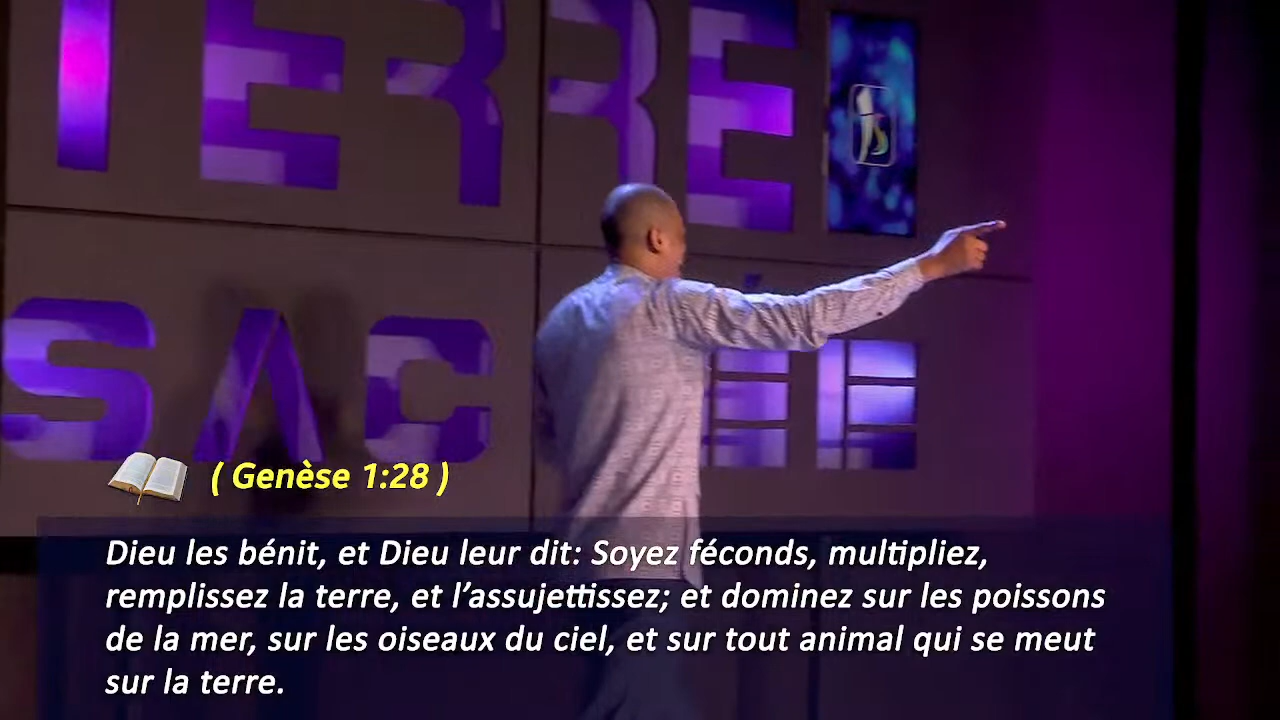 TERRE
SACRÉE
( Genèse 1:28 )
Dieu les bénit, et Dieu leur dit: Soyez féconds, multipliez,
remplissez la terre, et l’assujettissez; et dominez sur les poissons
de la mer, sur les oiseaux du ciel, et sur tout animal qui se meut
sur la terre.